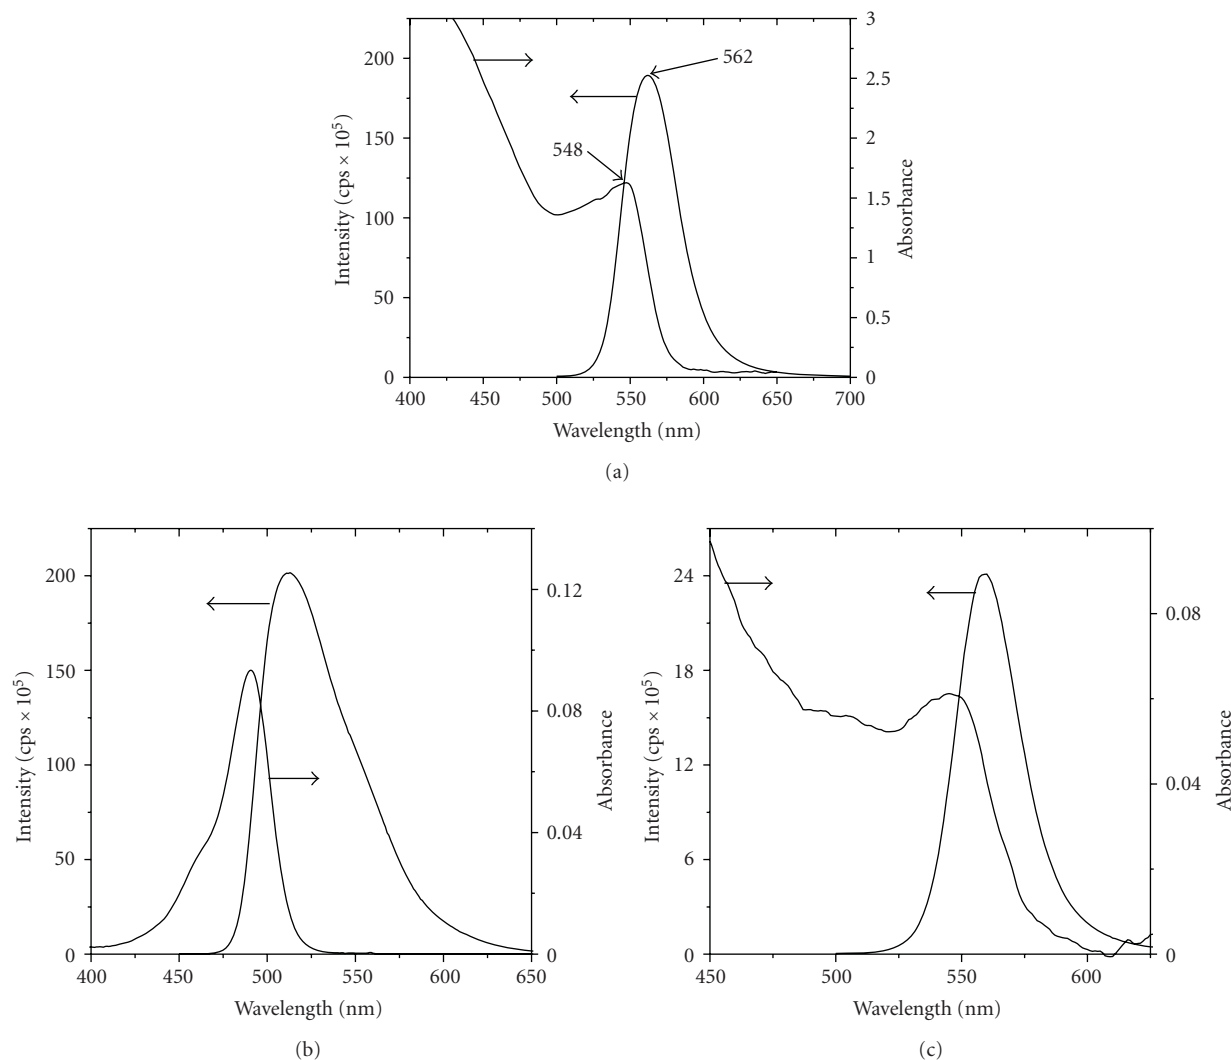 562
548
200
150
100
50
0
Intensity (cps × 10⁵)
3
2.5
2
1.5
1
0.5
0
Absorbance
400 450 500 550 600 650 700
Wavelength (nm)
(a)
200
150
100
50
0
Intensity (cps × 10⁵)
0.12
0.08
0.04
0
Absorbance
400 450 500 550 600 650
Wavelength (nm)
(b)
24
18
12
6
0
Intensity (cps × 10⁵)
0.08
0.04
0
Absorbance
450 500 550 600
Wavelength (nm)
(c)